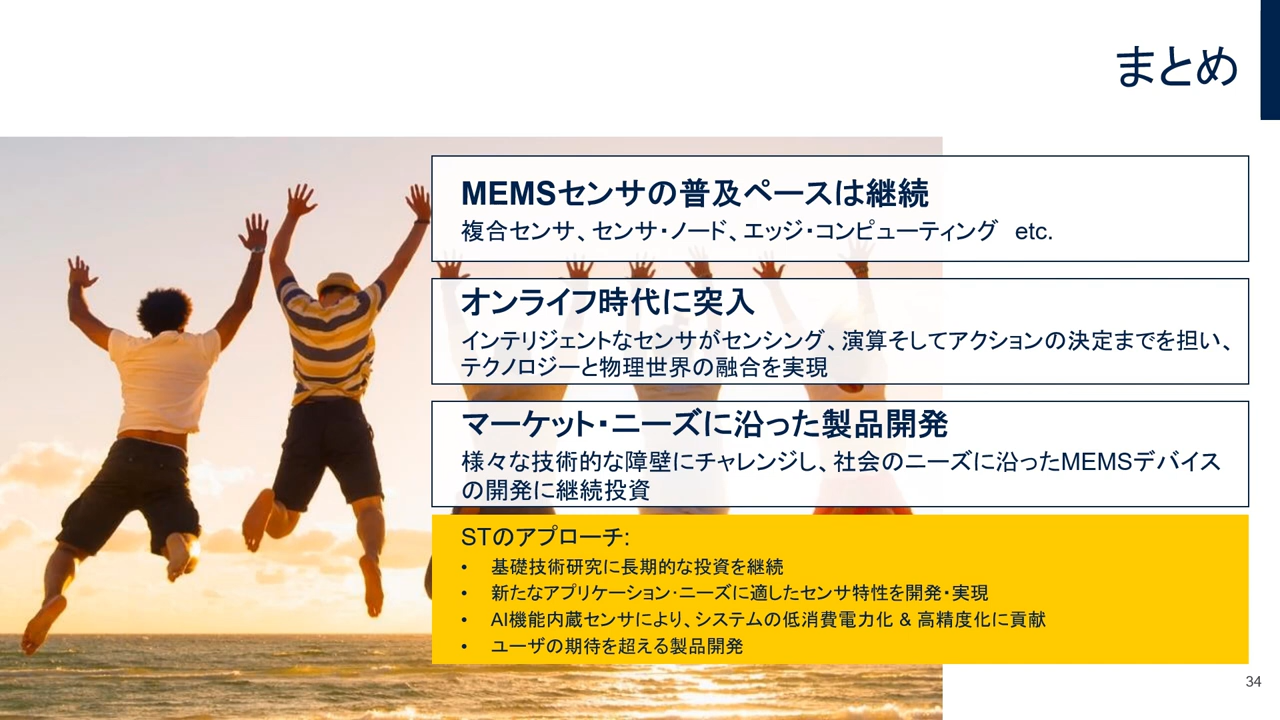 まとめ
MEMSセンサの普及ペースは継続
複合センサ、センサ・ノード、エッジ・コンピューティング etc.
オンライフ時代に突入
インテリジェントなセンサがセンシング、演算そしてアクションの決定までを担い、
テクノロジーと物理世界の融合を実現
マーケット・ニーズに沿った製品開発
様々な技術的な障壁にチャレンジし、社会のニーズに沿ったMEMSデバイス
の開発に継続投資
STのアプローチ:
• 基礎技術研究に長期的な投資を継続
• 新たなアプリケーション・ニーズに適したセンサ特性を開発・実現
• AI機能内蔵センサにより、システムの低消費電力化 & 高精度化に貢献
• ユーザの期待を超える製品開発
34